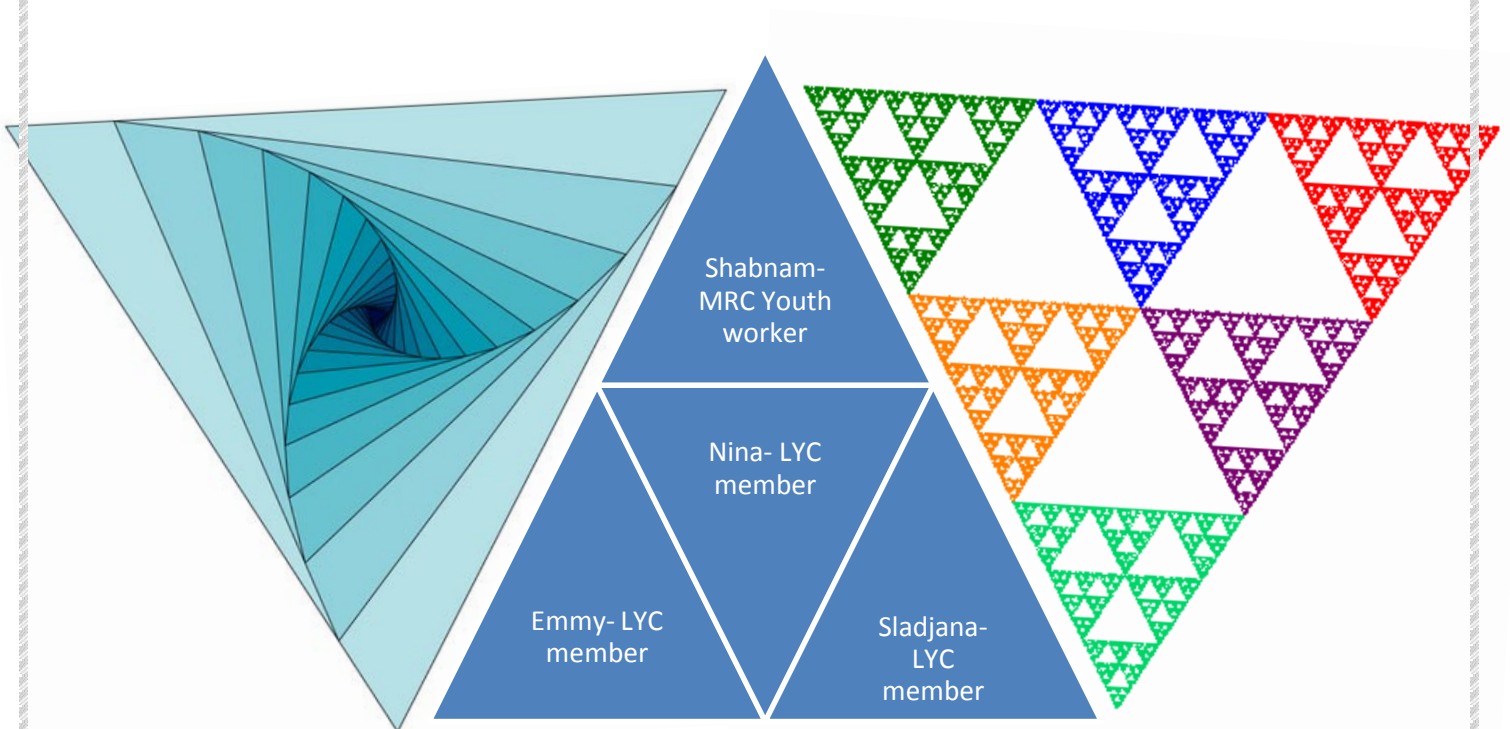 Shabnam-
MRC Youth
worker
Nina- LYC
member
Emmy- LYC
member
Sladjana-
LYC
member